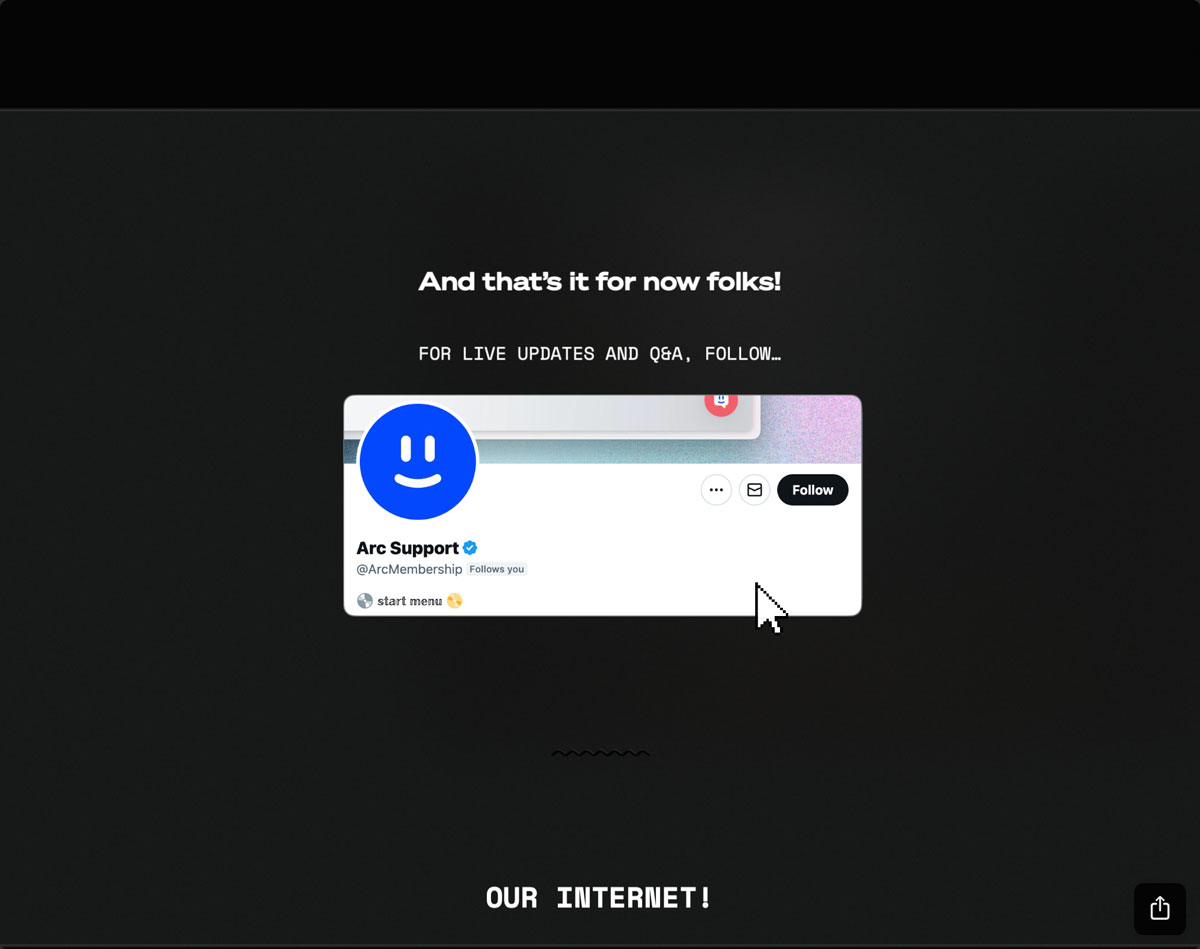 And that's it for now folks!
FOR LIVE UPDATES AND Q&A, FOLLOW…
Follow
Arc Support
@ArcMembership Follows you
start menu
OUR INTERNET!